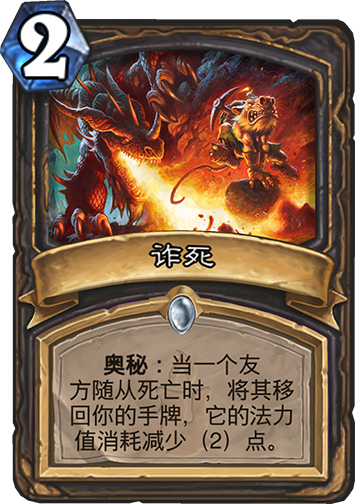 2
诈死
奥秘：当一个友
方随从死亡时，将其移
回你的手牌，它的法力
值消耗减少（2）点。